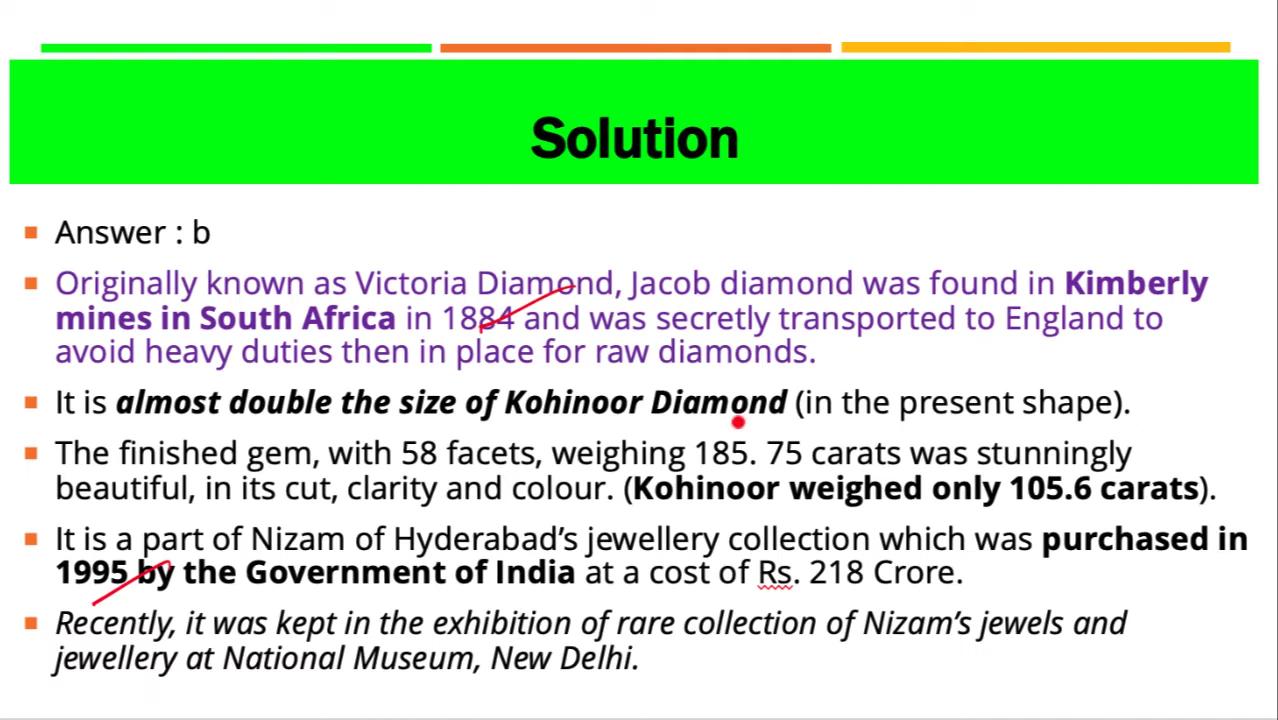 Solution
Answer : b
Originally known as Victoria Diamond, Jacob diamond was found in Kimberly
mines in South Africa in 1884 and was secretly transported to England to
avoid heavy duties then in place for raw diamonds.
It is almost double the size of Kohinoor Diamond (in the present shape).
The finished gem, with 58 facets, weighing 185. 75 carats was stunningly
beautiful, in its cut, clarity and colour. (Kohinoor weighed only 105.6 carats).
It is a part of Nizam of Hyderabad’s jewellery collection which was purchased in
1995 by the Government of India at a cost of Rs. 218 Crore.
Recently, it was kept in the exhibition of rare collection of Nizam’s jewels and
jewellery at National Museum, New Delhi.